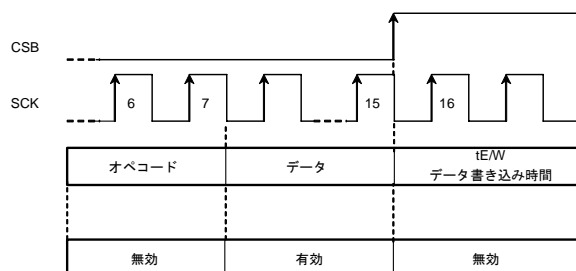 CSB
SCK
6 7 15 16
オペコード データ tE/W
データ書き込み時間
無効 有効 無効